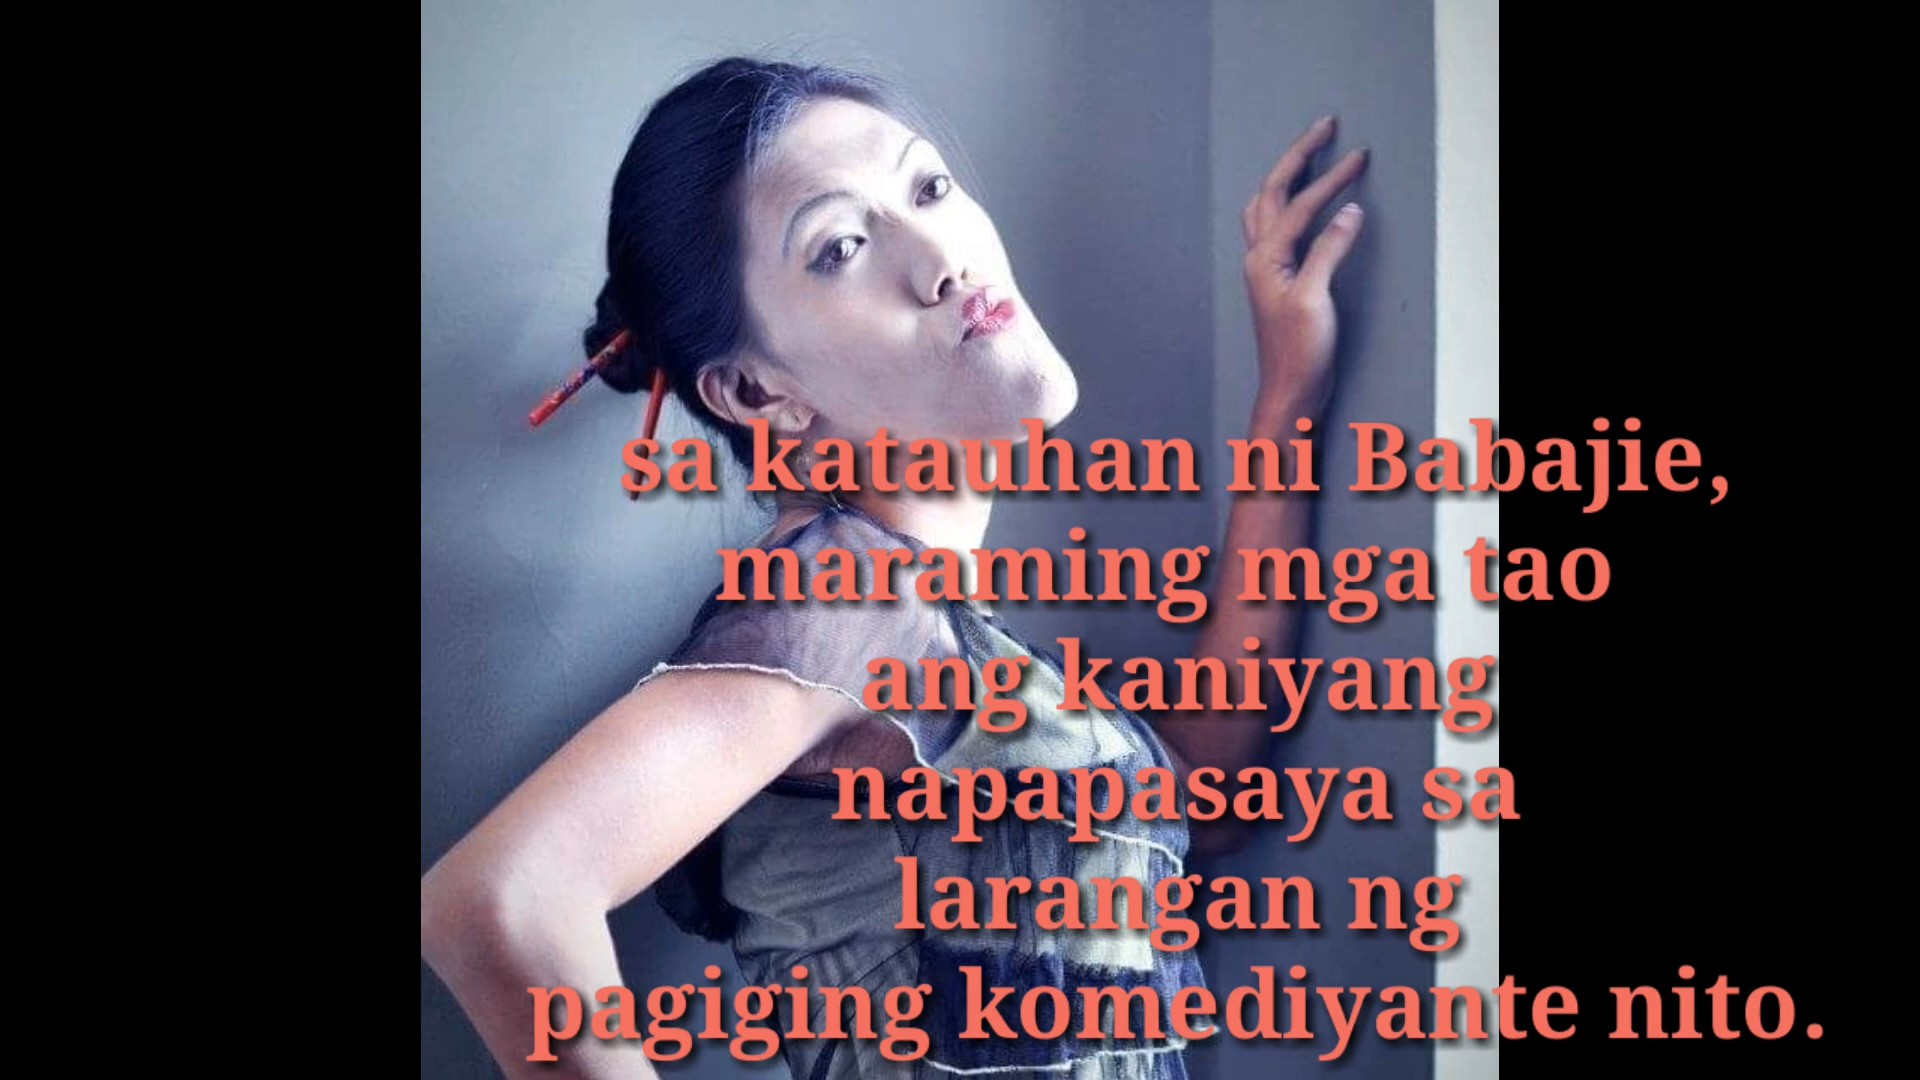 sa katauhan ni Babajie,
maraming mga tao
ang kaniyang
napapasaya sa
larangan ng
pagiging komediyante nito.